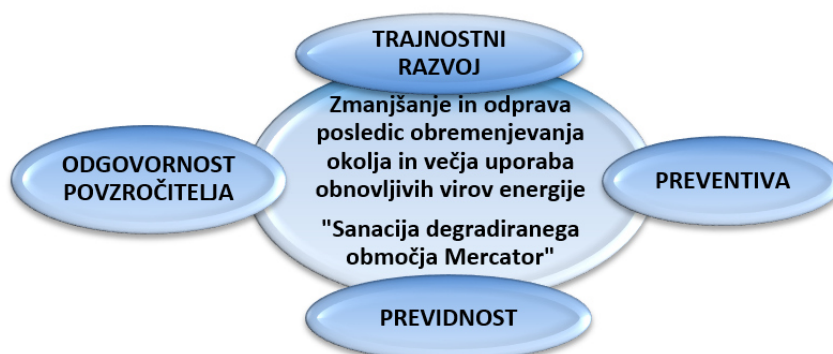 TRAJNOSTNI
RAZVOJ
Zmanjšanje in odprava
posledic obremenjevanja
okolja in večja uporaba
obnovljivih virov energije
"Sanacija degradiranega
območja Mercator"
ODGOVORNOST
POVZROČITELJA
PREVENTIVA
PREVIDNOST